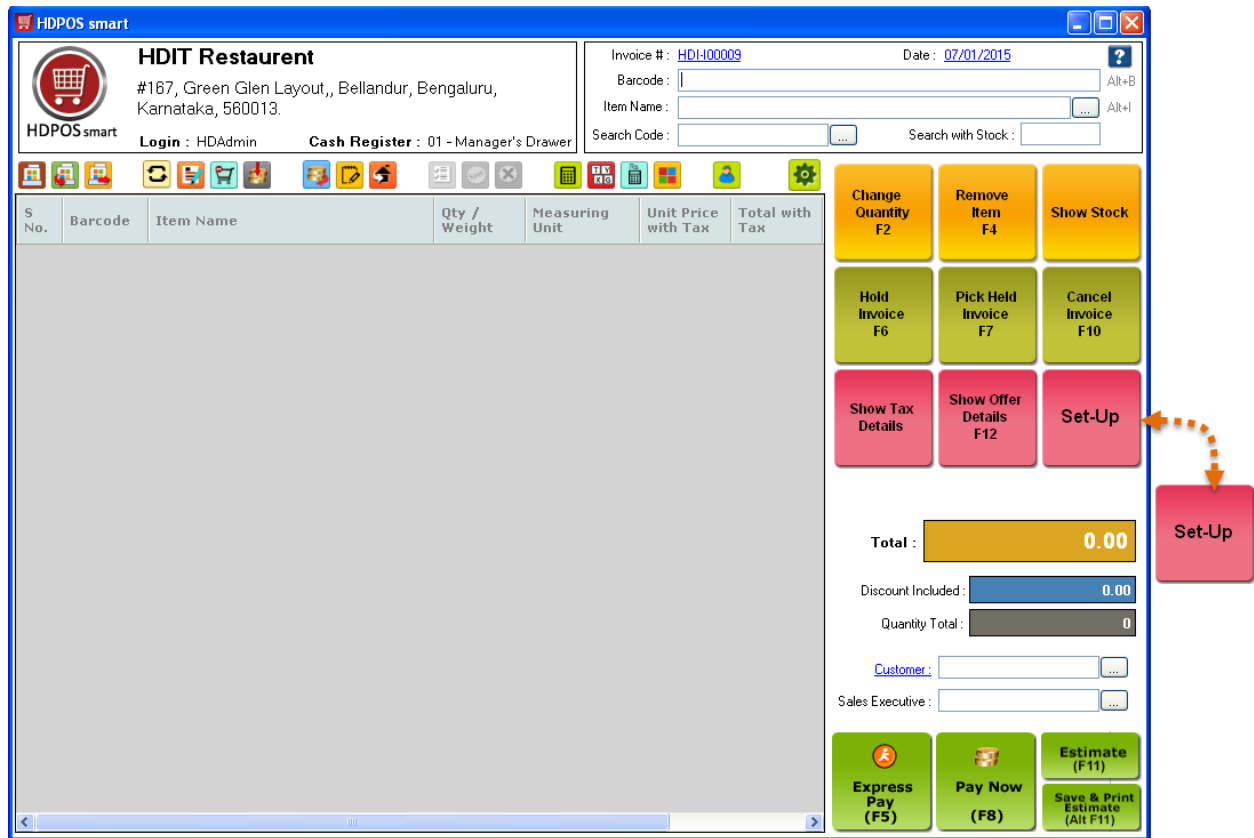 HDPOS smart
HDIT Restaurent
#167, Green Glen Layout,, Bellandur, Bengaluru,
Karnataka, 560013.
HDPOS smart
Login : HDAdmin Cash Register : 01 - Manager's Drawer
Invoice # : HDI-I00009 Date : 07/01/2015 ?
Barcode : Alt+B
Item Name : ... Alt+I
Search Code : ... Search with Stock :
S
No.
Barcode
Item Name
Qty /
Weight
Measuring
Unit
Unit Price
with Tax
Total with
Tax
Change
Quantity
F2
Remove
Item
F4
Show Stock
Hold
Invoice
F6
Pick Held
Invoice
F7
Cancel
Invoice
F10
Show Tax
Details
Show Offer
Details
F12
Set-Up
Set-Up
Total : 0.00
Discount Included : 0.00
Quantity Total : 0
Customer : ...
Sales Executive : ...
Express
Pay
(F5)
Pay Now
(F8)
Estimate
(F11)
Save & Print
Estimate
(Alt F11)